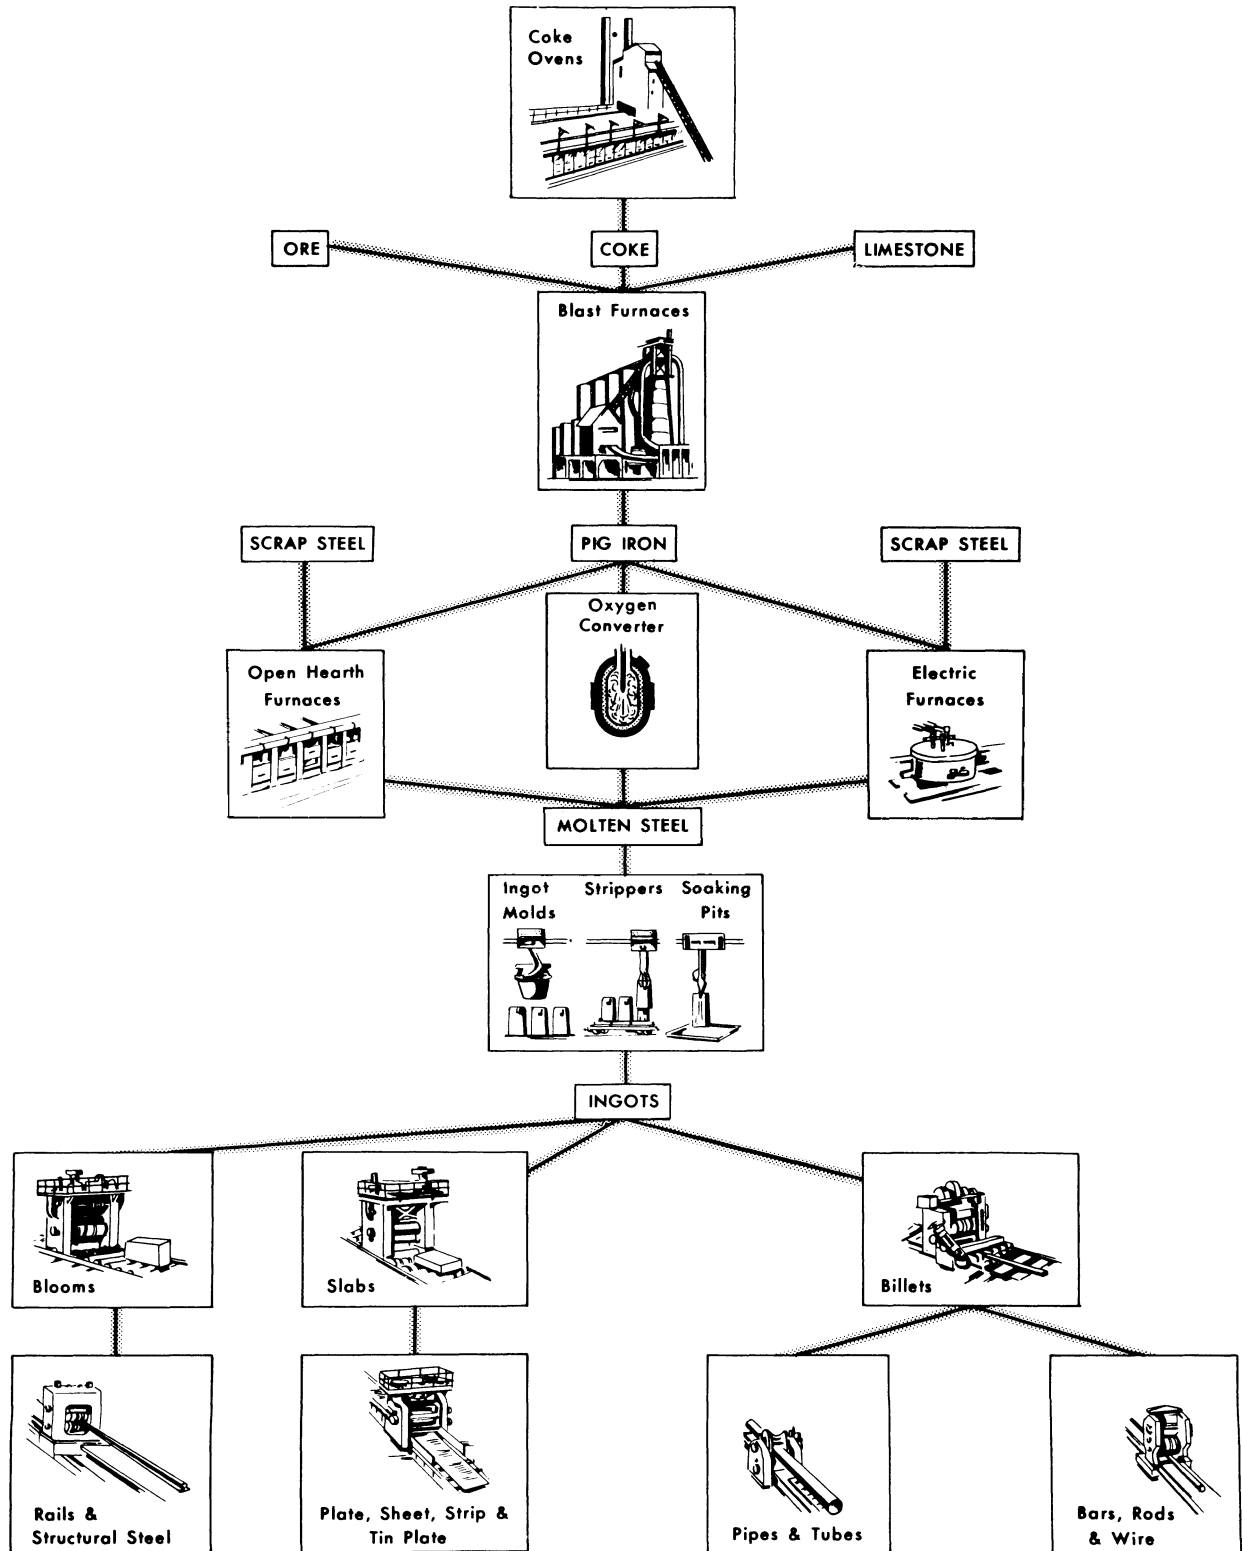 Coke
Ovens
ORE
COKE
LIMESTONE
Blast Furnaces
SCRAP STEEL
PIG IRON
SCRAP STEEL
Oxygen
Converter
Open Hearth
Furnaces
Electric
Furnaces
MOLTEN STEEL
Ingot
Molds
Strippers
Soaking
Pits
INGOTS
Blooms
Slabs
Billets
Rails &
Structural Steel
Plate, Sheet, Strip &
Tin Plate
Pipes & Tubes
Bars, Rods
& Wire